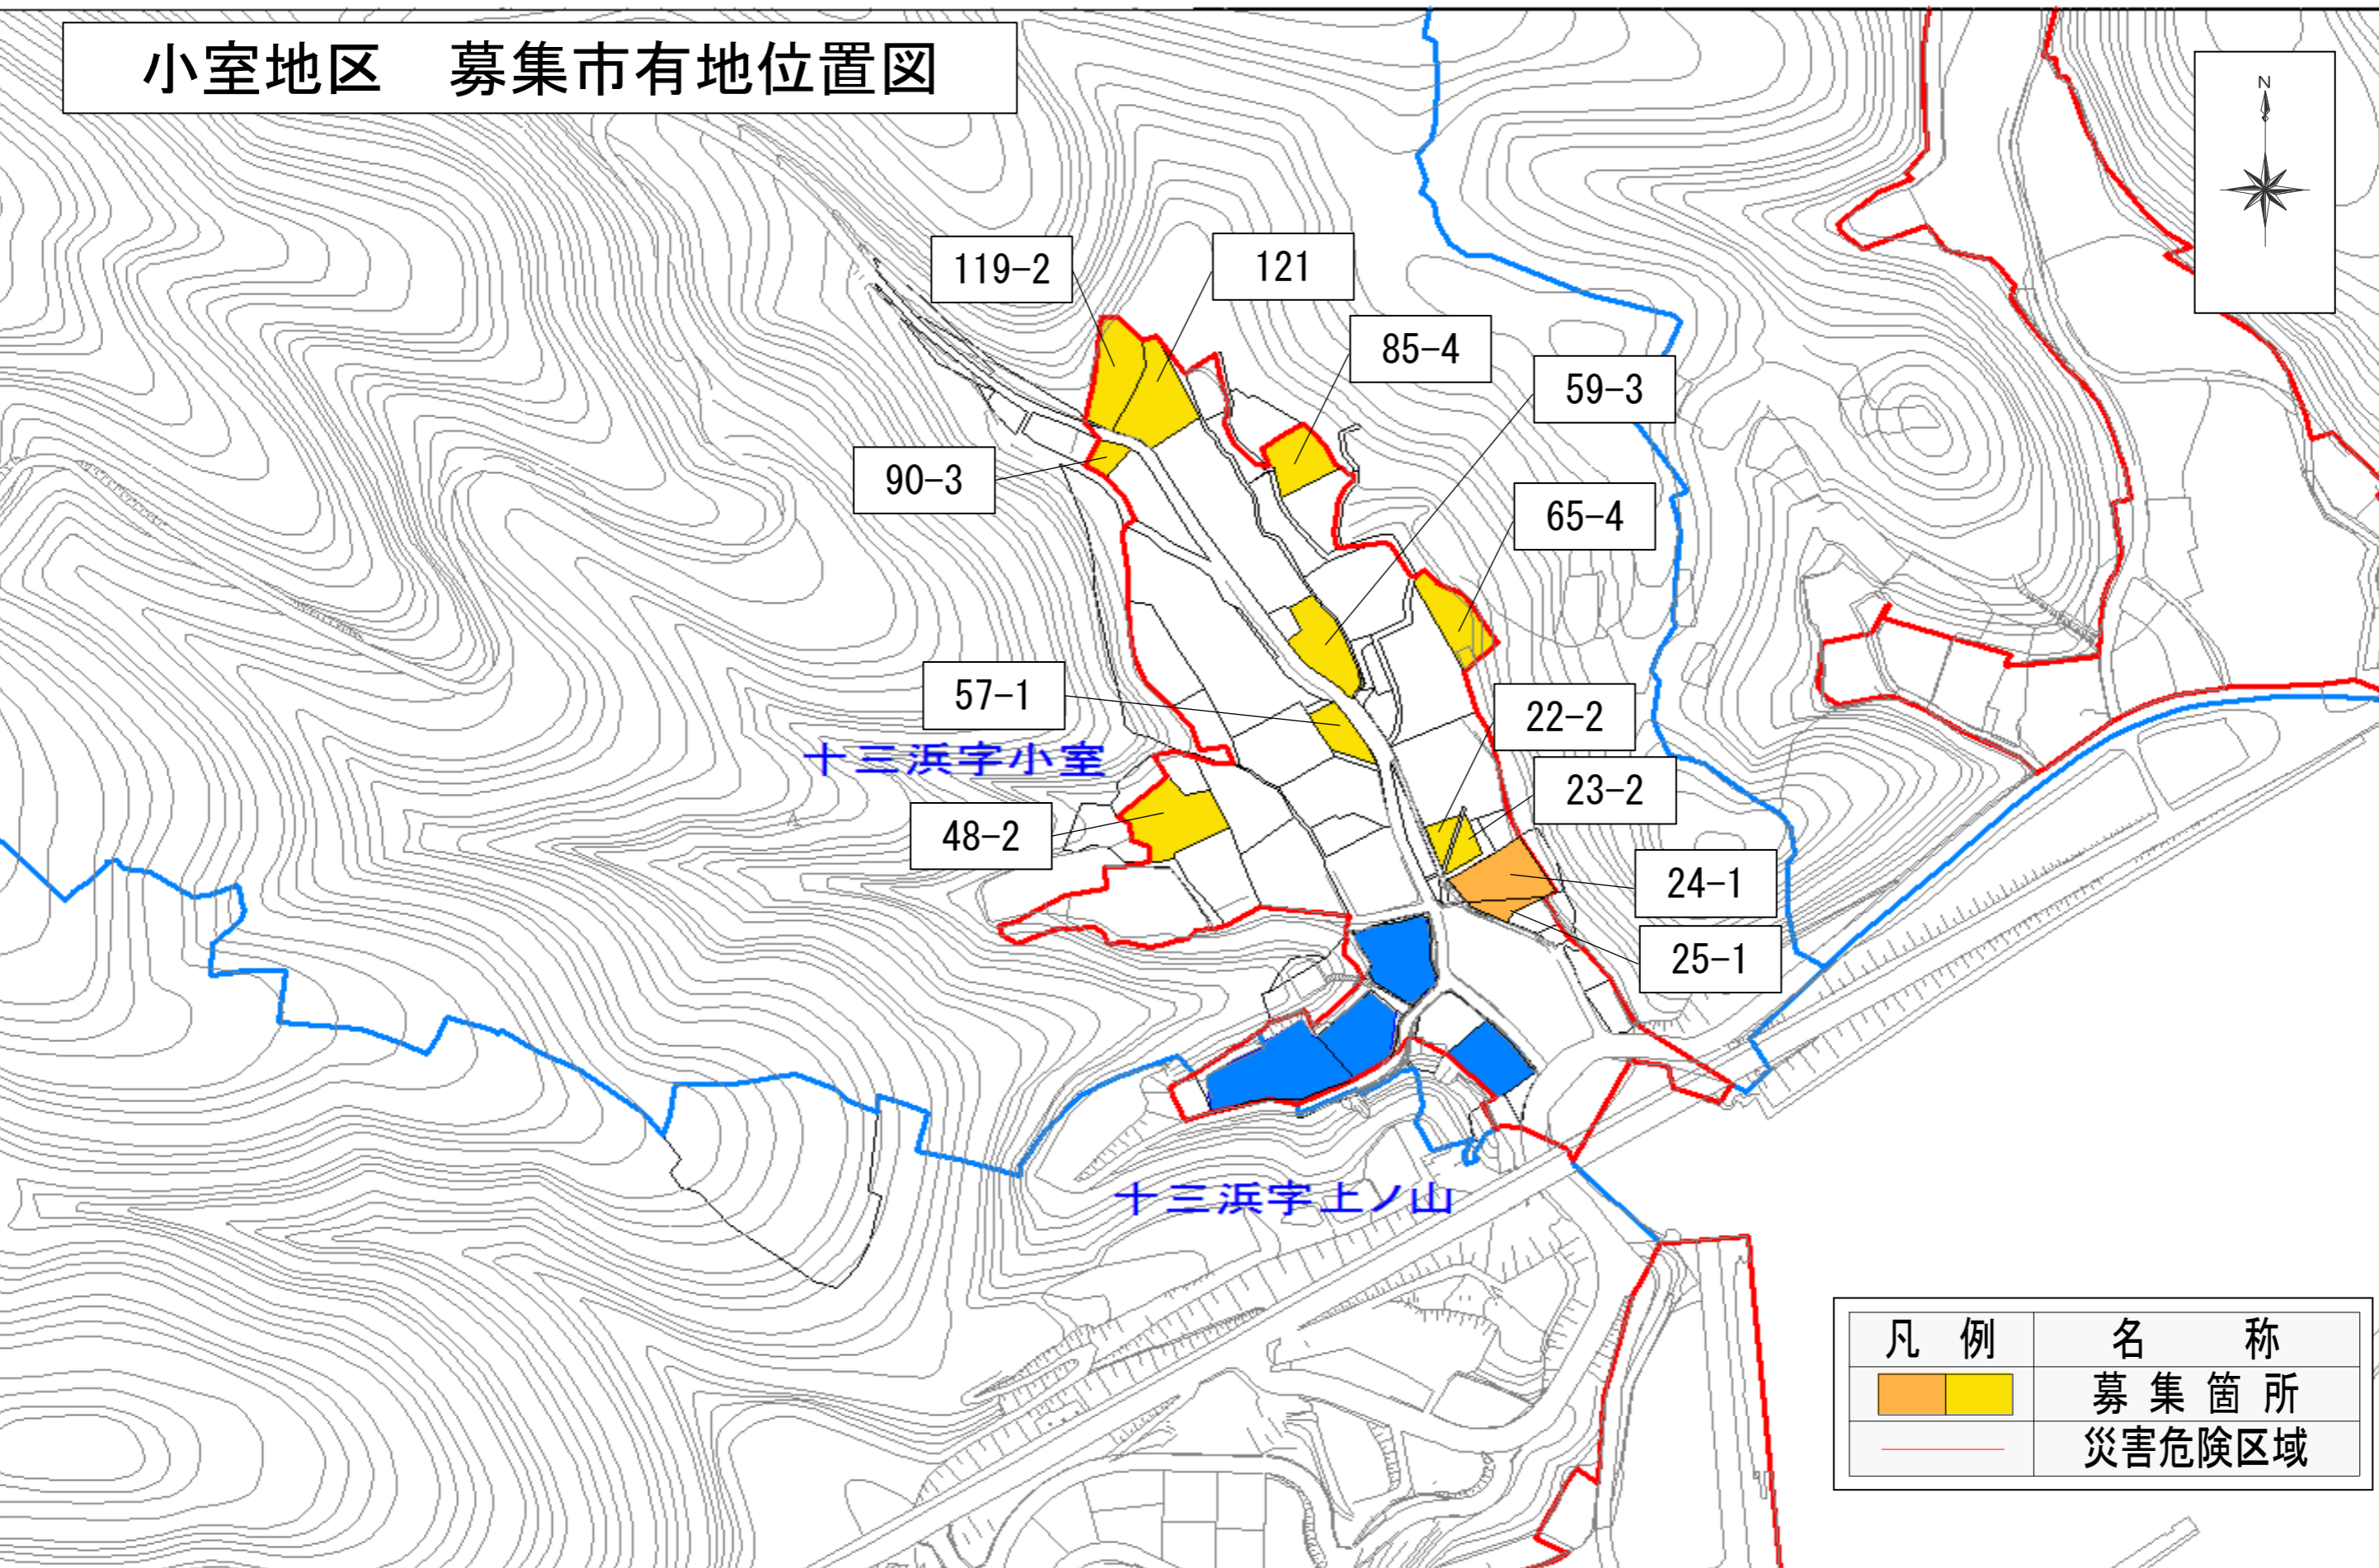 小室地区　募集市有地位置図
N
119-2
121
85-4
59-3
90-3
65-4
57-1
22-2
十三浜字小室
23-2
48-2
24-1
25-1
十三浜字上ノ山
凡　例　名　称
募集箇所
災害危険区域